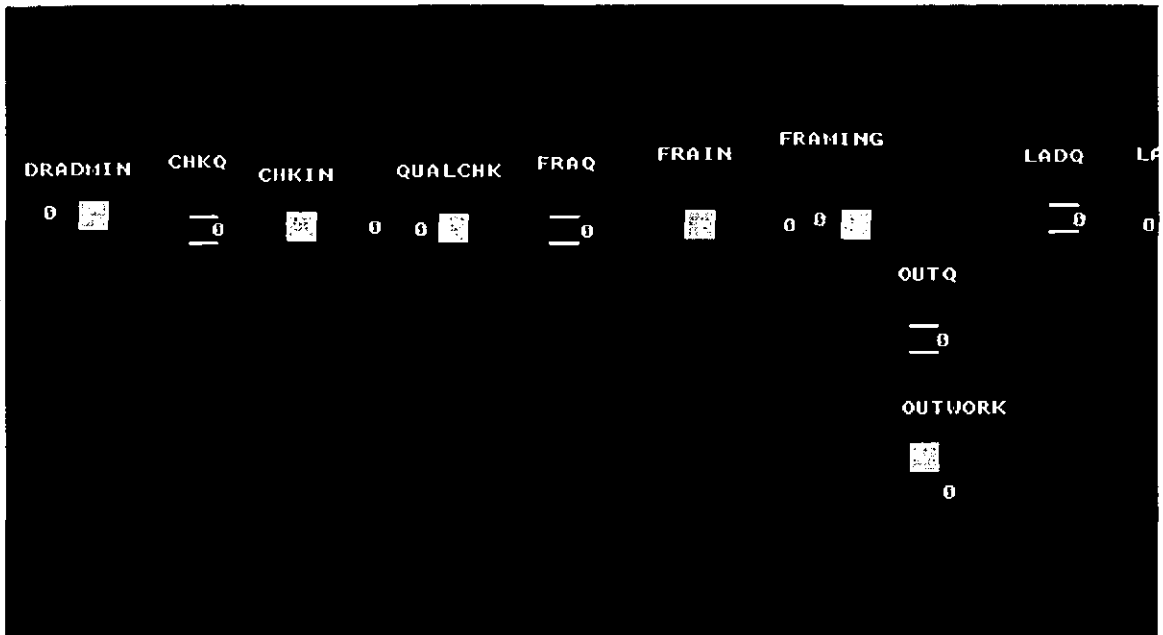 DRADMIN CHKQ CHKIN QUALCHK FRAQ FRAIN FRAMING LADQ LA
0 0 0 0 0 0 0 0 0
OUTQ
0
OUTWORK
0